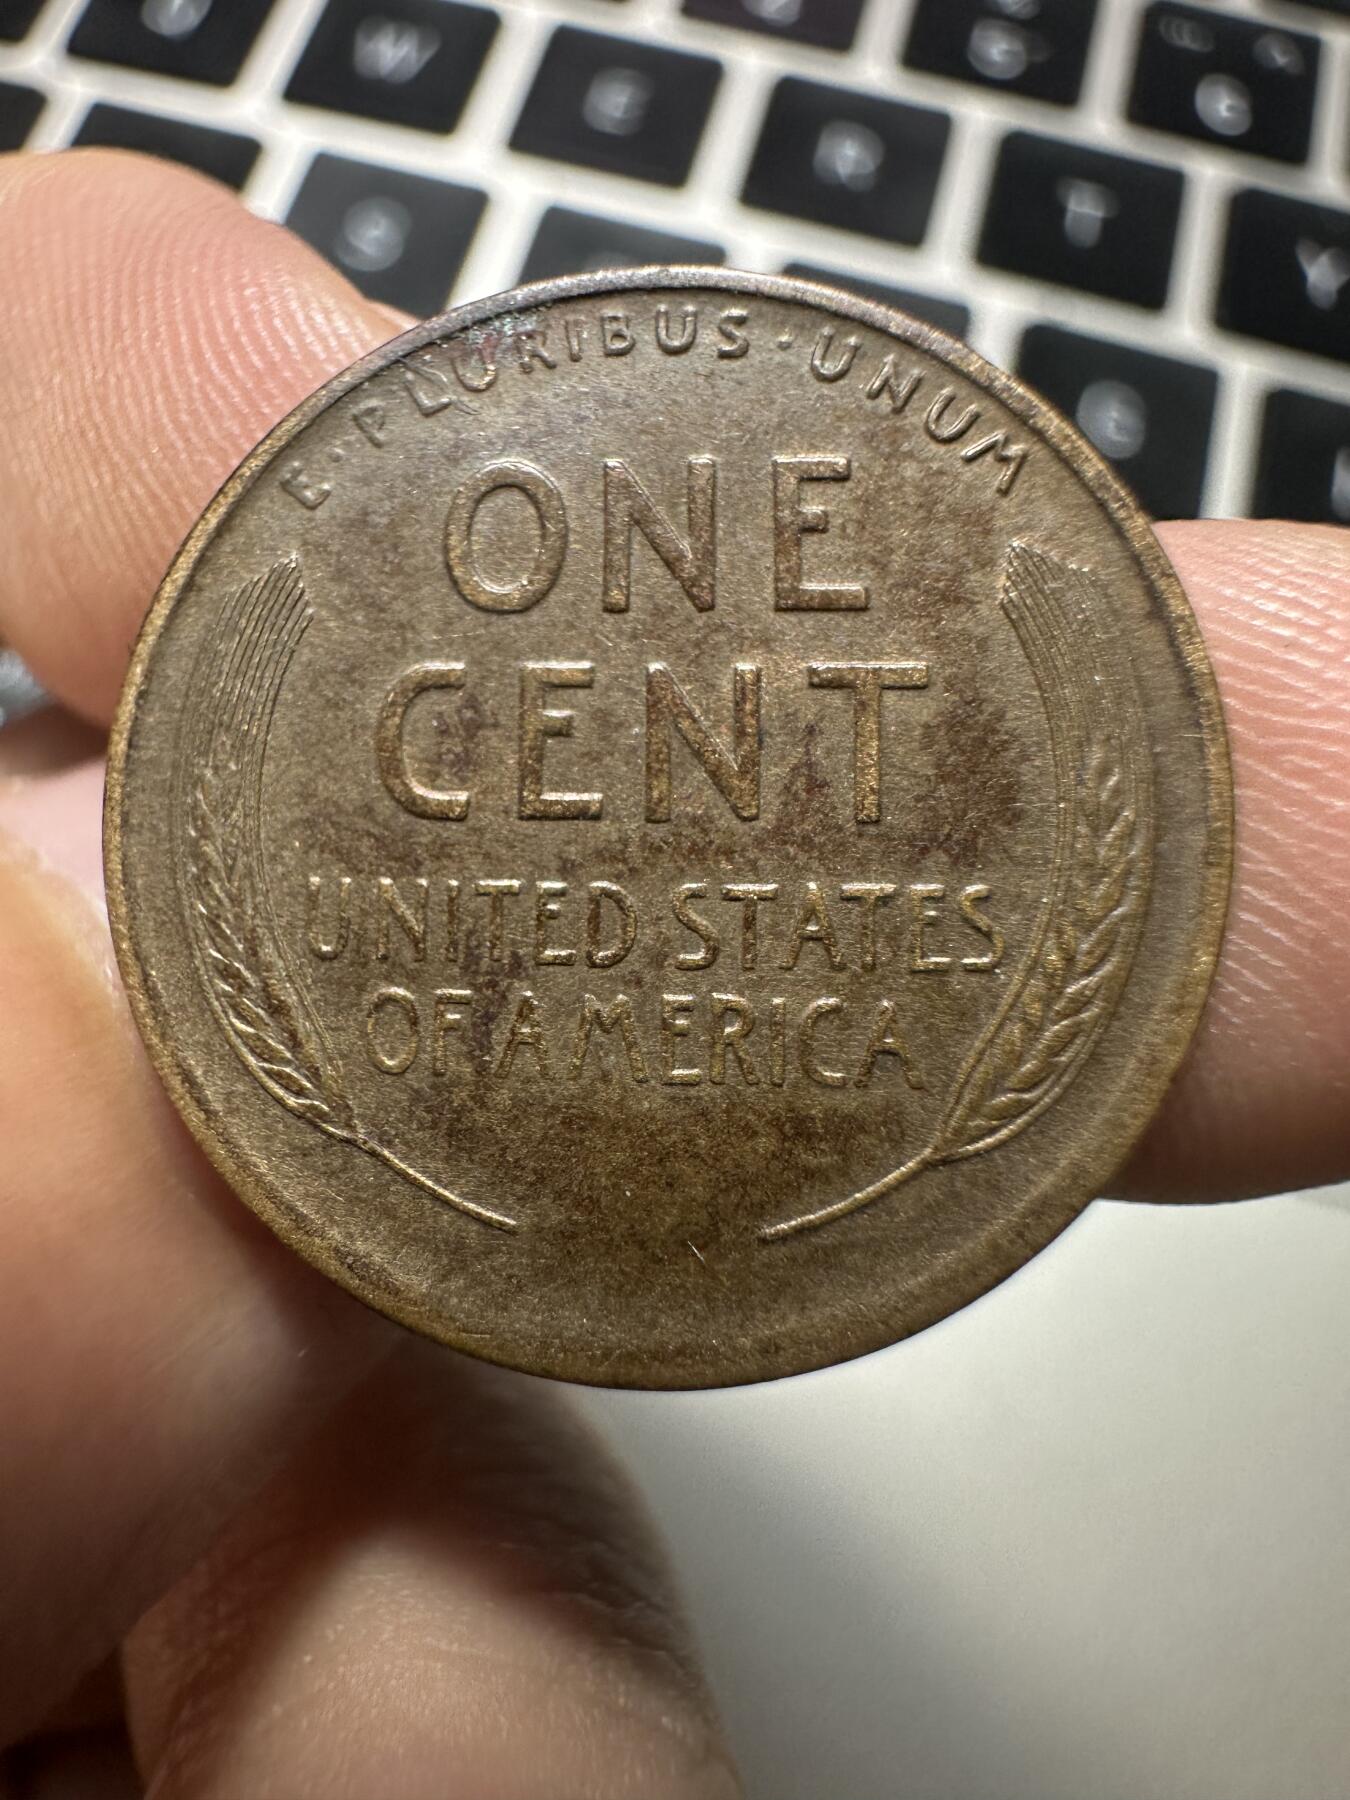 W E R T Y
S G
E · PLURIBUS · UNUM
ONE
CENT
UNITED STATES
OF AMERICA